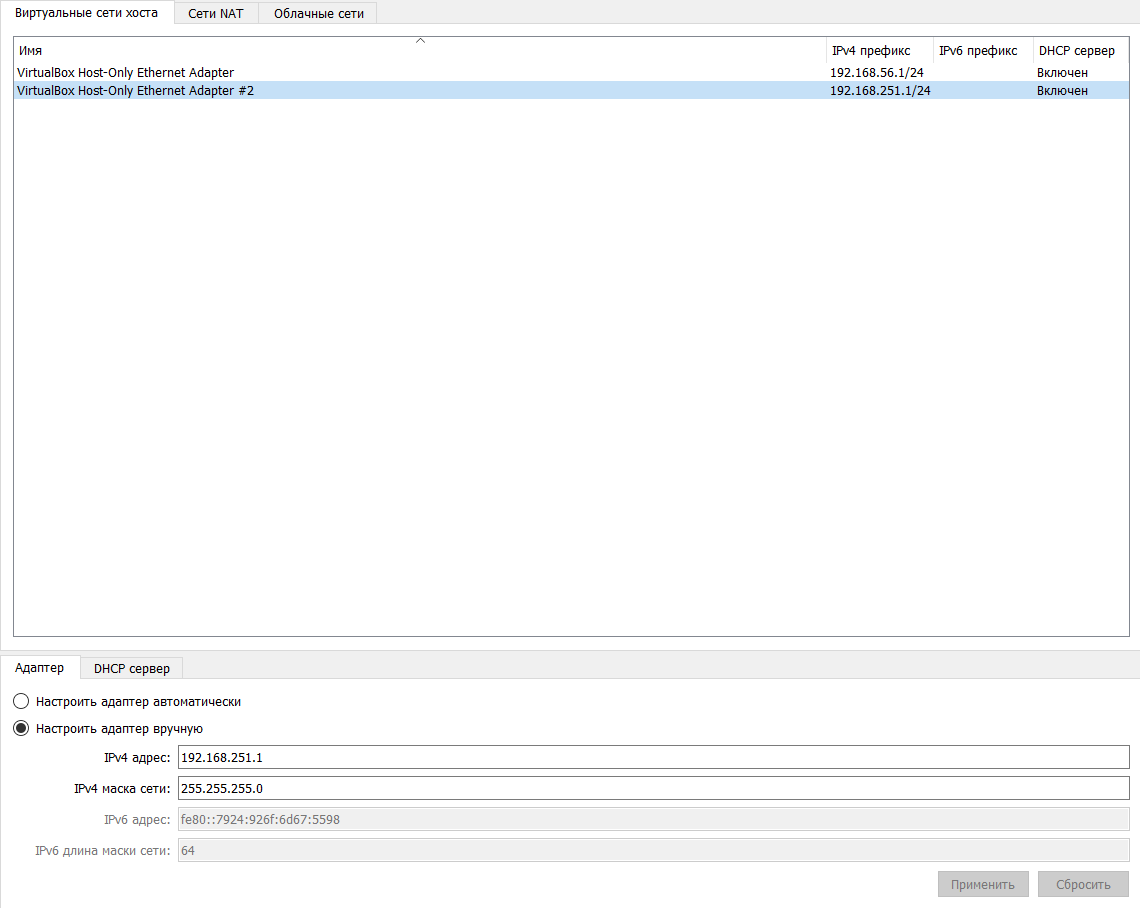 Виртуальные сети хоста Сети NAT Облачные сети
Имя IPv4 префикс IPv6 префикс DHCP сервер
VirtualBox Host-Only Ethernet Adapter 192.168.56.1/24 Включен
VirtualBox Host-Only Ethernet Adapter #2 192.168.251.1/24 Включен
Адаптер DHCP сервер
Настроить адаптер автоматически
Настроить адаптер вручную
IPv4 адрес: 192.168.251.1
IPv4 маска сети: 255.255.255.0
IPv6 адрес: fe80::7924:926f:6d67:5598
IPv6 длина маски сети: 64
Применить Сбросить